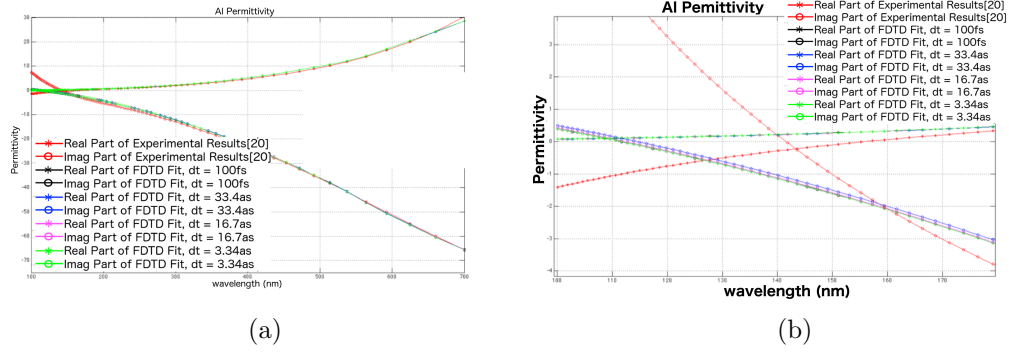 AI Permittivity
30
20
10
0
-10
-20
-30
-40
-50
-60
-70
Permittivity
Real Part of Experimental Results[20]
Imag Part of Experimental Results[20]
Real Part of FDTD Fit, dt = 100fs
Imag Part of FDTD Fit, dt = 100fs
Real Part of FDTD Fit, dt = 33.4as
Imag Part of FDTD Fit, dt = 33.4as
Real Part of FDTD Fit, dt = 16.7as
Imag Part of FDTD Fit, dt = 16.7as
Real Part of FDTD Fit, dt = 3.34as
Imag Part of FDTD Fit, dt = 3.34as
100 200 300 400 500 600 700
wavelength (nm)
(a)
AI Pemittivity
Real Part of Experimental Results[20]
Imag Part of Experimental Results[20]
Real Part of FDTD Fit, dt = 100fs
Imag Part of FDTD Fit, dt = 100fs
Real Part of FDTD Fit, dt = 33.4as
Imag Part of FDTD Fit, dt = 33.4as
Real Part of FDTD Fit, dt = 16.7as
Imag Part of FDTD Fit, dt = 16.7as
Real Part of FDTD Fit, dt = 3.34as
Imag Part of FDTD Fit, dt = 3.34as
3
2
1
0
-1
-2
-3
-4
Permittivity
100 110 120 130 140 150 160 170
wavelength (nm)
(b)